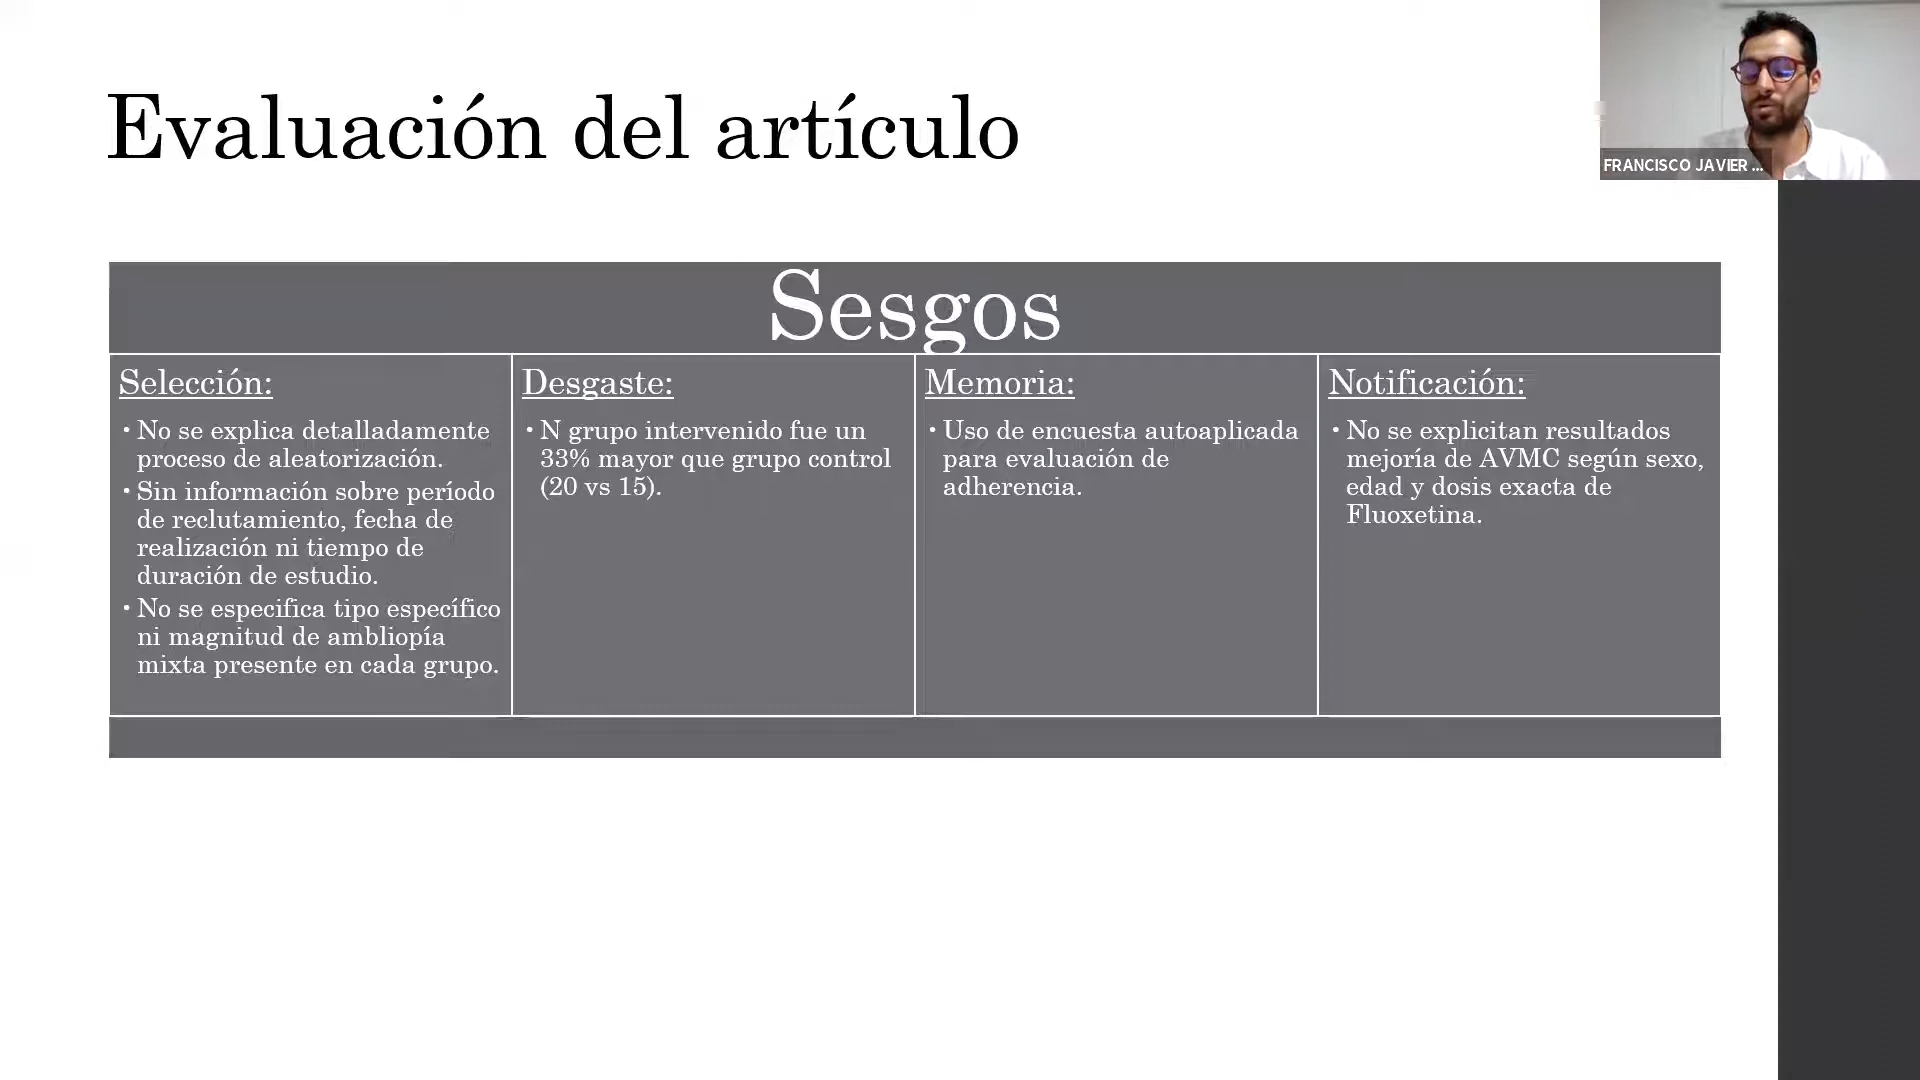 Evaluación del artículo
FRANCISCO JAVIER ...
Sesgos
Selección:
• No se explica detalladamente
proceso de aleatorización.
• Sin información sobre período
de reclutamiento, fecha de
realización ni tiempo de
duración de estudio.
• No se especifica tipo específico
ni magnitud de ambliopía
mixta presente en cada grupo.
Desgaste:
• N grupo intervenido fue un
33% mayor que grupo control
(20 vs 15).
Memoria:
• Uso de encuesta autoaplicada
para evaluación de
adherencia.
Notificación:
• No se explicitan resultados
mejoría de AVMC según sexo,
edad y dosis exacta de
Fluoxetina.